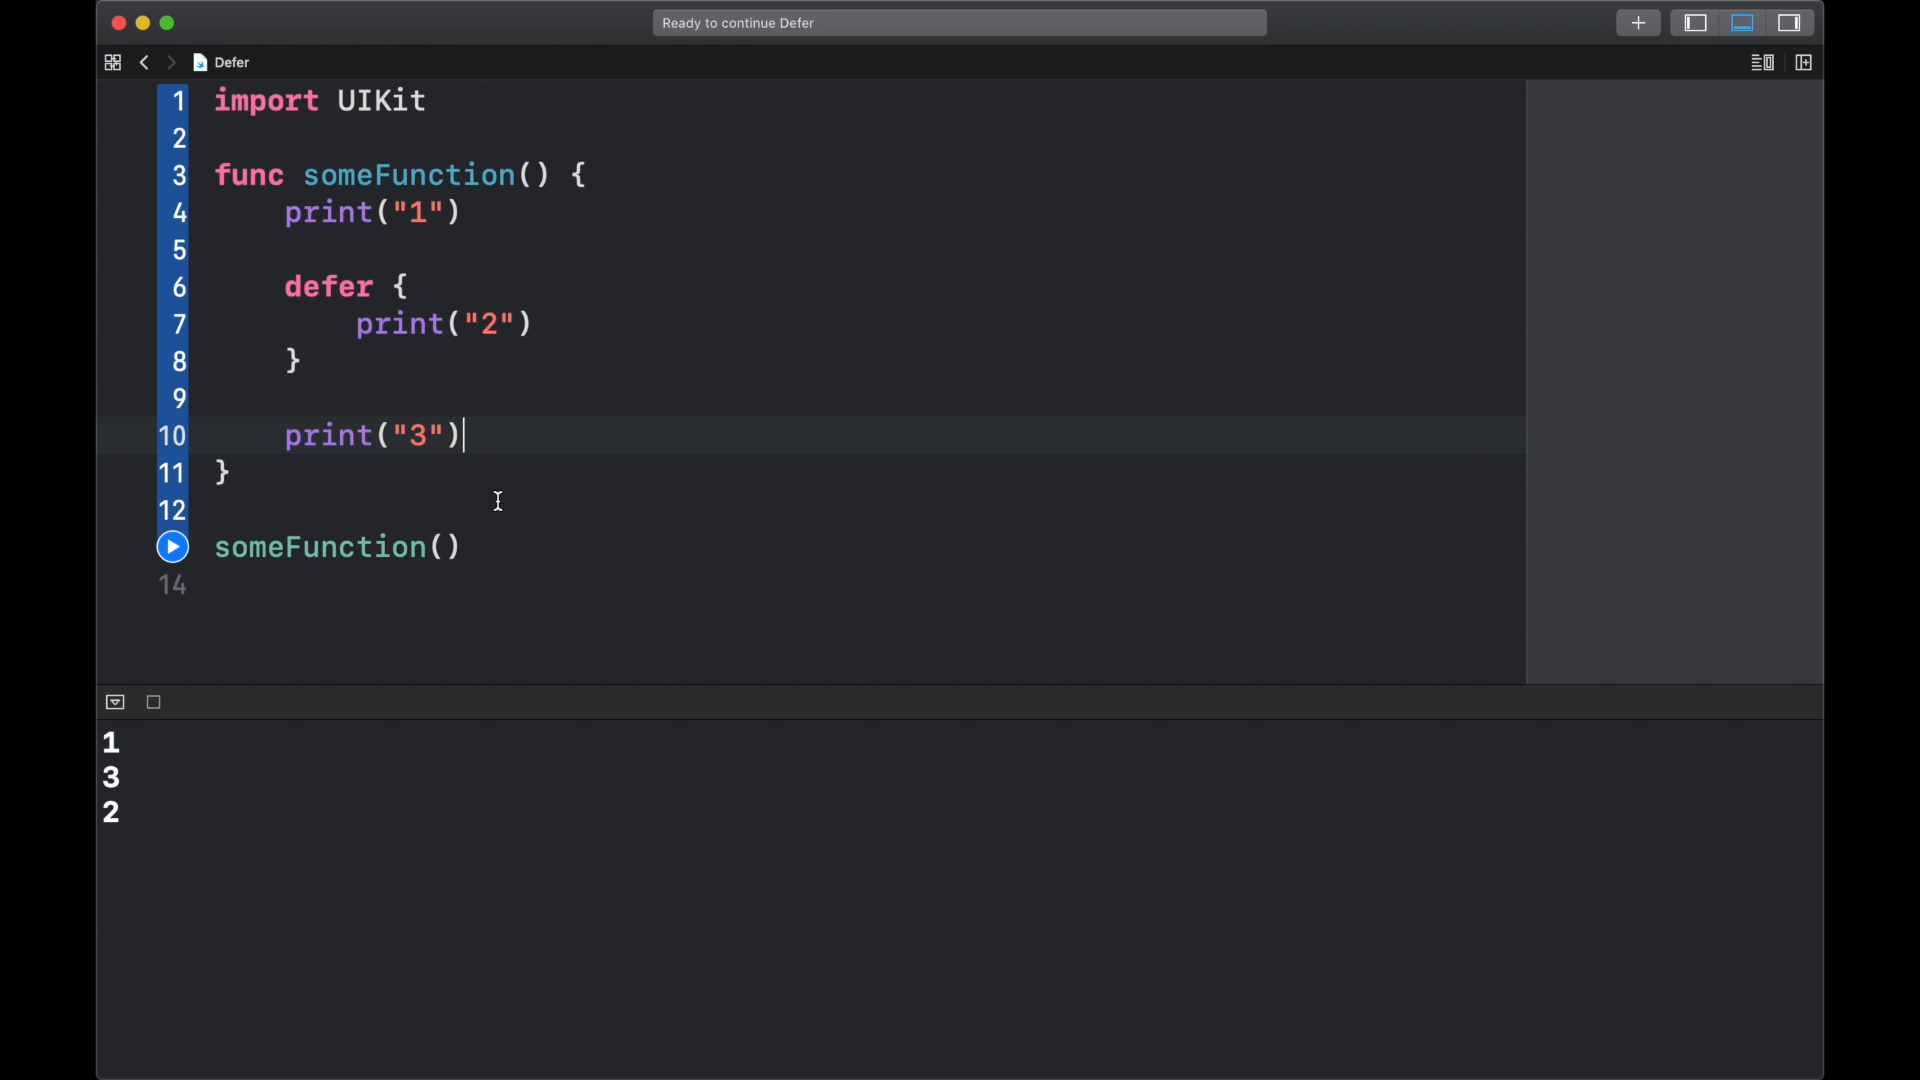 Ready to continue Defer
Defer
1 import UIKit
2
3 func someFunction() {
4     print("1")
5
6     defer {
7         print("2")
8     }
9
10     print("3")
11 }
12
someFunction()
14
1
3
2